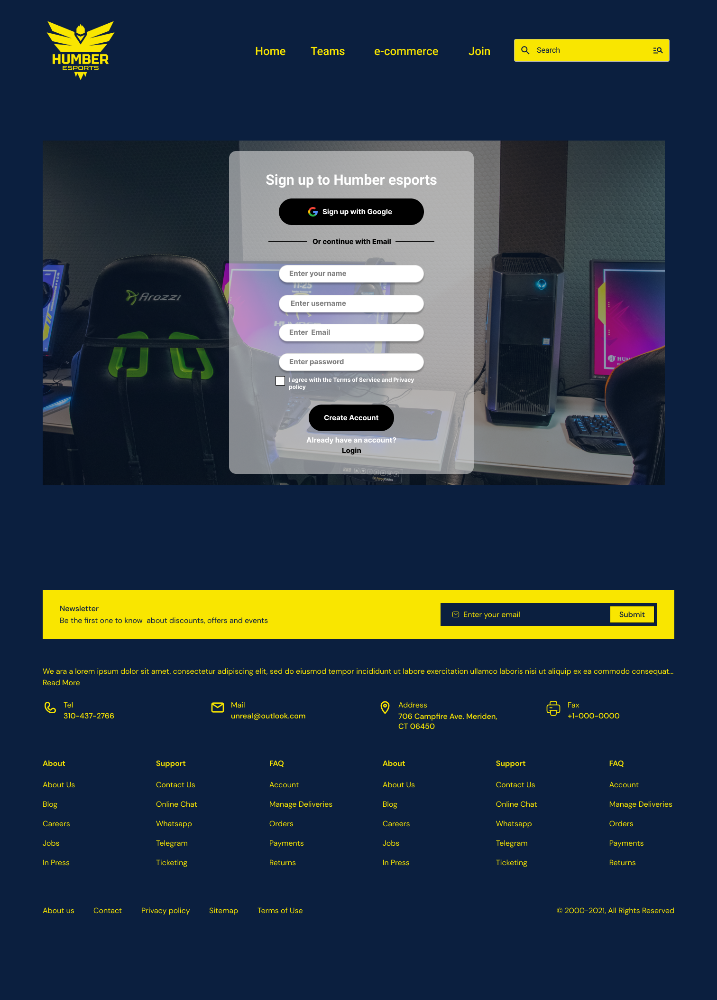 HUMBER
ESPORTS
Home Teams e-commerce Join
Search
Sign up to Humber esports
Sign up with Google
Or continue with Email
Enter your name
11:25
Enter username
Enter  Email
Enter password
I agree with the Terms of Service and Privacy
policy
Create Account
Already have an account?
Login
Arozzi
Newsletter
Be the first one to know  about discounts, offers and events
Enter your email
Submit
We ara a lorem ipsum dolor sit amet, consectetur adipiscing elit, sed do eiusmod tempor incididunt ut labore exercitation ullamco laboris nisi ut aliquip ex ea commodo consequat...
Read More
Tel
310-437-2766
Mail
unreal@outlook.com
Address
706 Campfire Ave. Meriden,
CT 06450
Fax
+1-000-0000
About
About Us
Blog
Careers
Jobs
In Press
Support
Contact Us
Online Chat
Whatsapp
Telegram
Ticketing
FAQ
Account
Manage Deliveries
Orders
Payments
Returns
About
About Us
Blog
Careers
Jobs
In Press
Support
Contact Us
Online Chat
Whatsapp
Telegram
Ticketing
FAQ
Account
Manage Deliveries
Orders
Payments
Returns
About us Contact Privacy policy Sitemap Terms of Use
© 2000-2021, All Rights Reserved